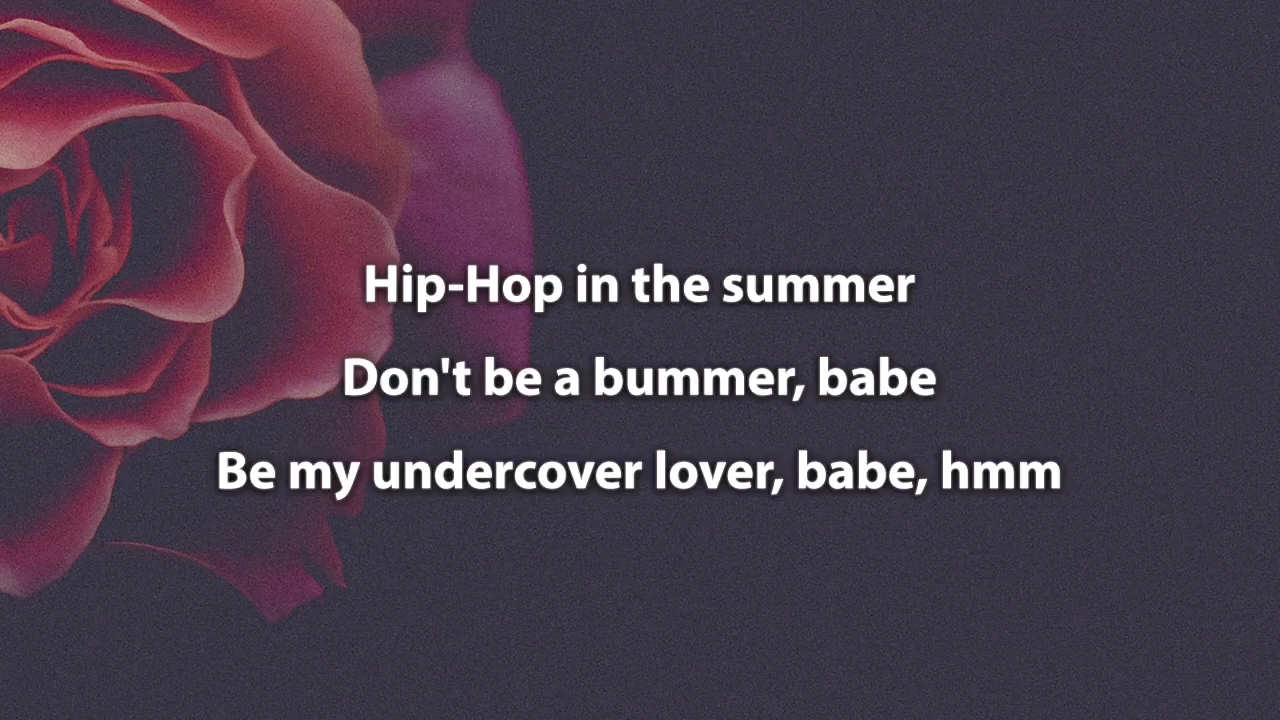 Hip-Hop in the summer
Don't be a bummer, babe
Be my undercover lover, babe, hmm